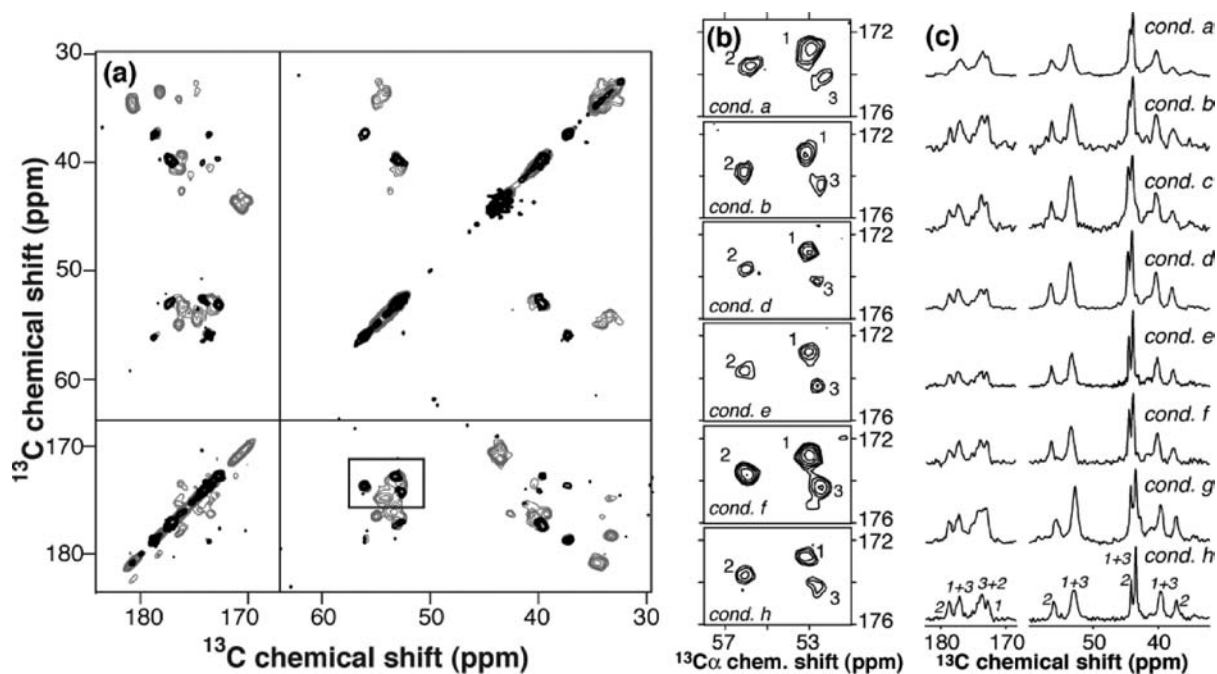 (a)
30
40
50
60
170
180
¹³C chemical shift (ppm)
180
170
60
50
40
30
¹³C chemical shift (ppm)
(b)
1
2
3
cond. a
172
176
1
2
3
cond. b
172
176
1
2
3
cond. d
172
176
1
2
3
cond. e
172
176
1
2
3
cond. f
172
176
1
2
3
cond. h
172
176
57
53
¹³Cα chem. shift (ppm)
(c)
cond. a
cond. b
cond. c
cond. d
cond. e
cond. f
cond. g
cond. h
1+3
2
1+3
3+2
1
2
1+3
2
1+3
2
180
170
50
40
¹³C chemical shift (ppm)